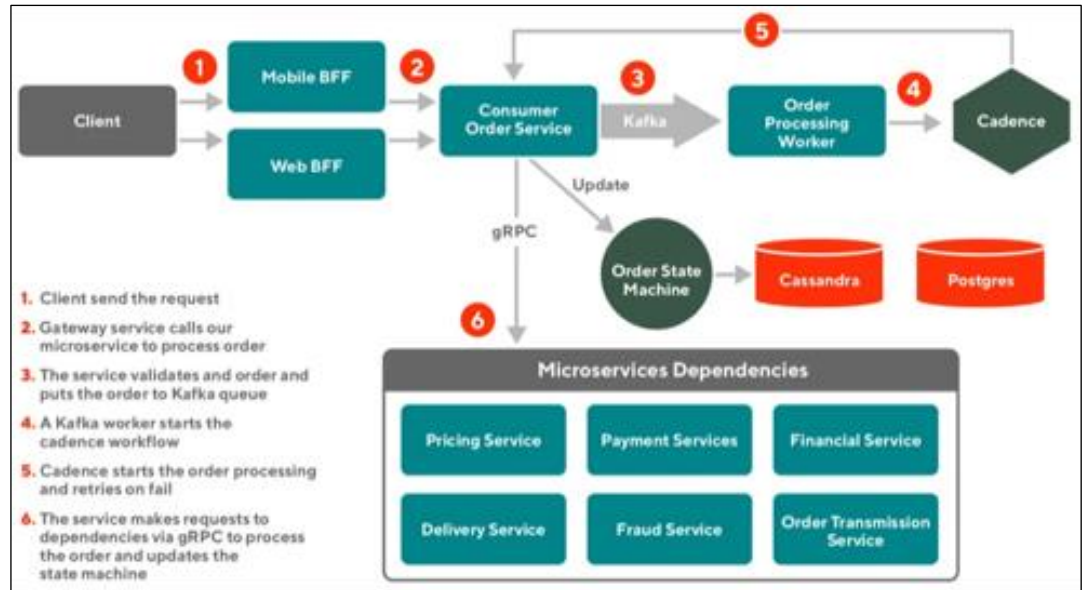 5
1
Mobile BFF
2
3
4
Client
Consumer
Order Service
Kafka
Order
Processing
Worker
Cadence
Web BFF
Update
gRPC
Order State
Machine
Cassandra
Postgres
1. Client send the request
2. Gateway service calls our
microservice to process order
3. The service validates and order and
puts the order to Kafka queue
4. A Kafka worker starts the
cadence workflow
5. Cadence starts the order processing
and retries on fail
6. The service makes requests to
dependencies via gRPC to process
the order and updates the
state machine
6
Microservices Dependencies
Pricing Service
Payment Services
Financial Service
Delivery Service
Fraud Service
Order Transmission
Service